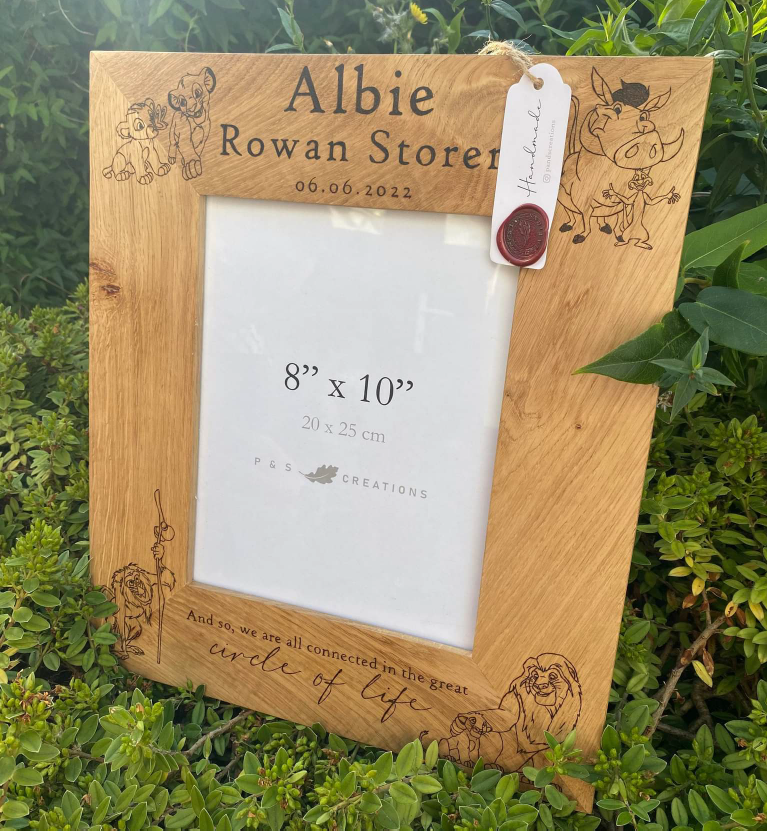 Albie
Rowan Storer
06.06.2022
Handmade
8” x 10”
20 x 25 cm
P & S CREATIONS
And so, we are all connected in the great
circle of life